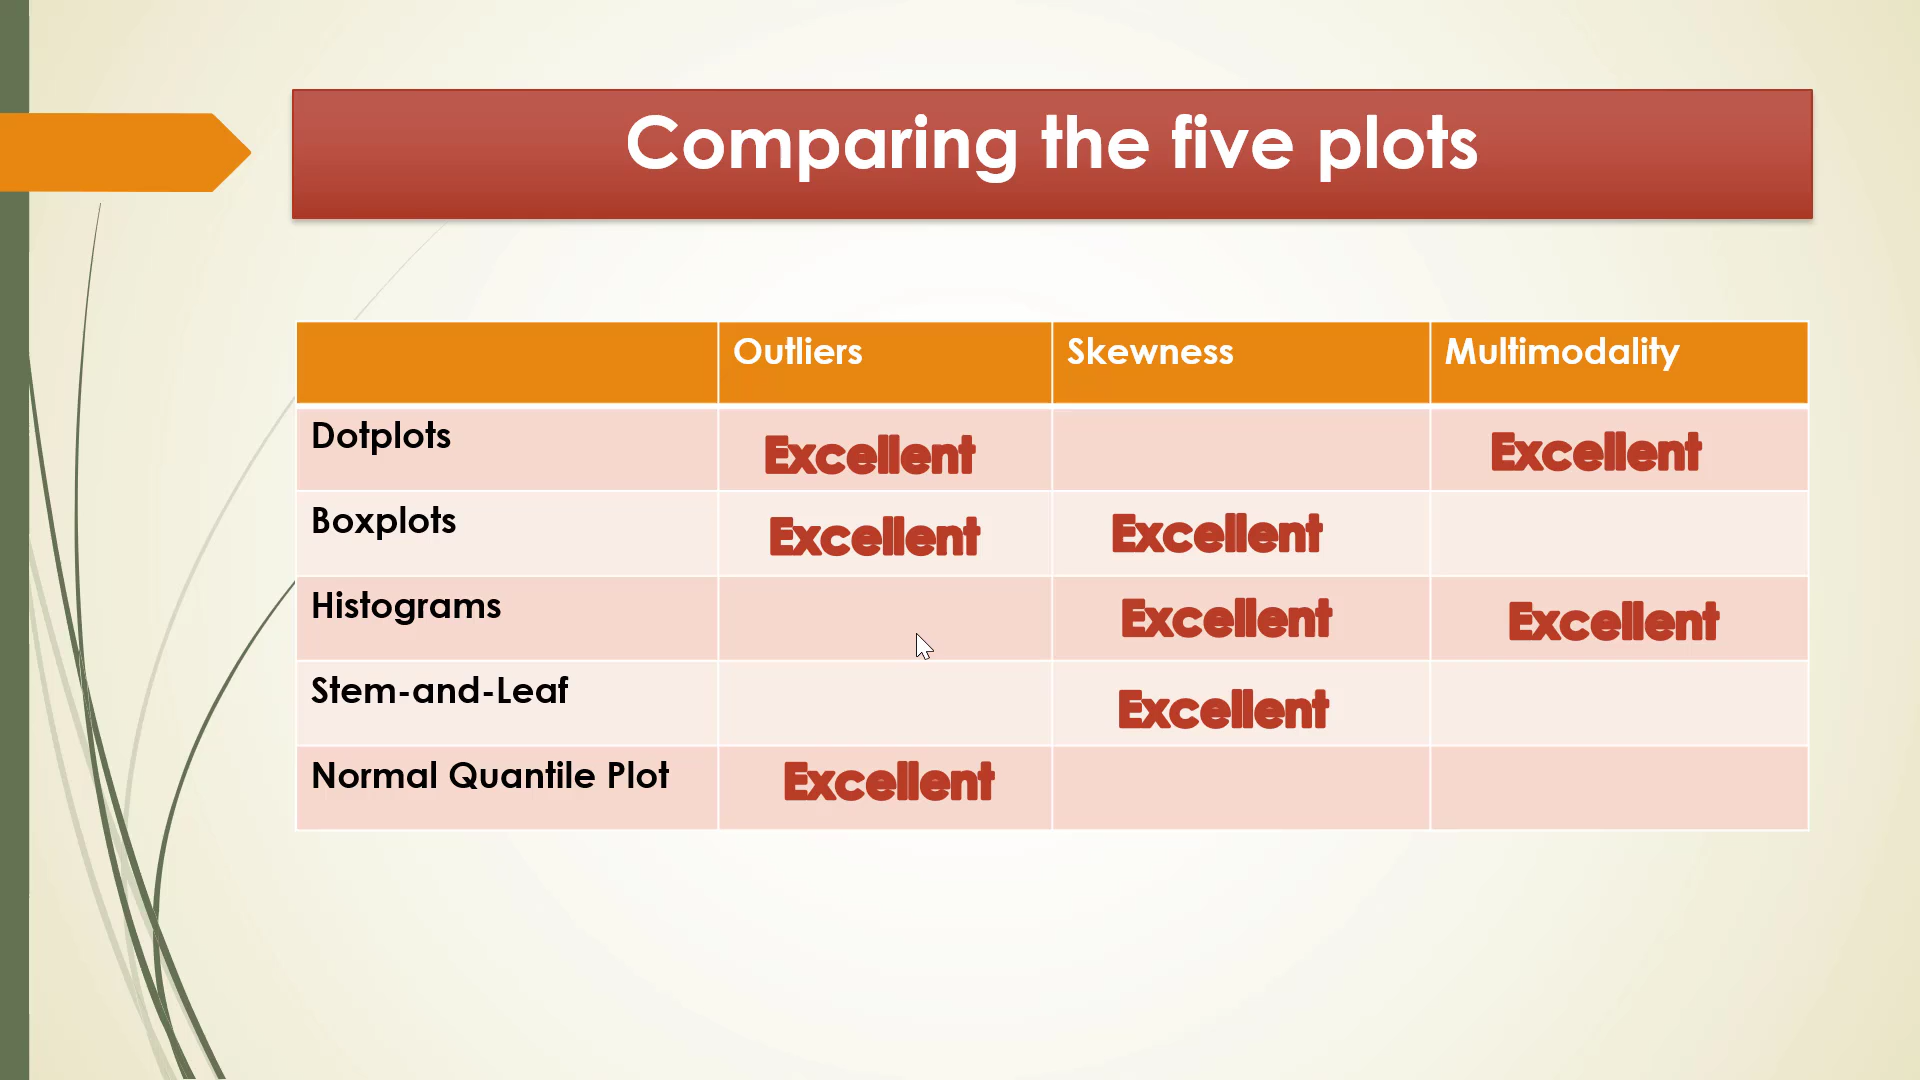 Comparing the five plots
Outliers Skewness Multimodality
Dotplots Excellent Excellent
Boxplots Excellent Excellent
Histograms Excellent Excellent
Stem-and-Leaf Excellent
Normal Quantile Plot Excellent